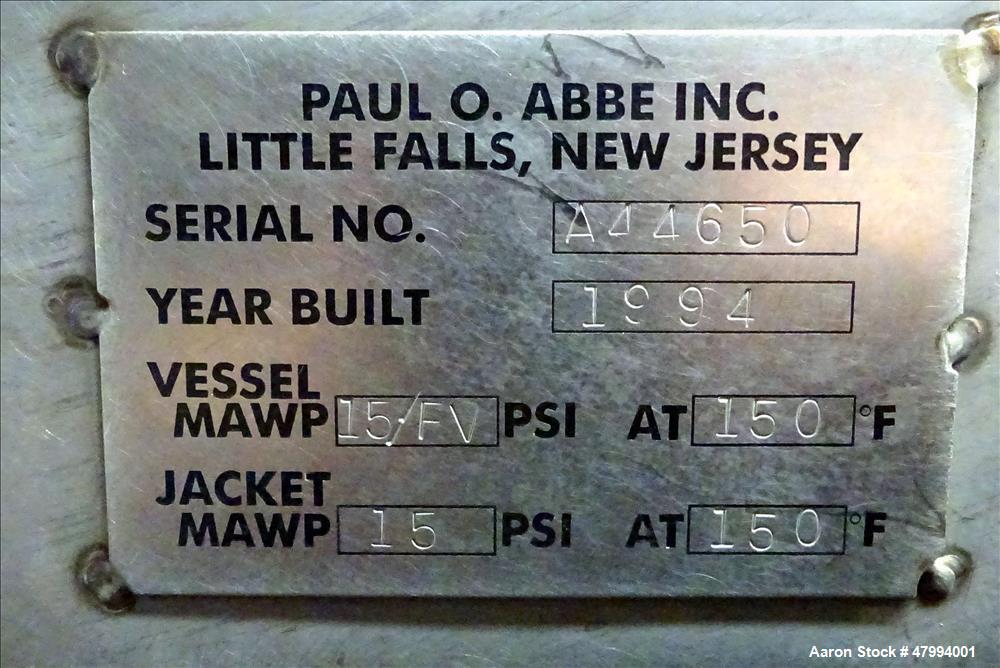 PAUL O. ABBE INC.
LITTLE FALLS, NEW JERSEY
SERIAL NO. A44650
YEAR BUILT 1994
VESSEL
MAWP 15/FV PSI AT 150 °F
JACKET
MAWP 15 PSI AT 150 °F
Aaron Stock # 47994001